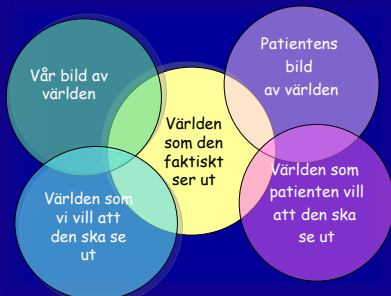 Vår bild av
världen
Patientens
bild
av världen
Världen
som den
faktiskt
ser ut
Världen som
vi vill att
den ska se
ut
Världen som
patienten vill
att den ska
se ut